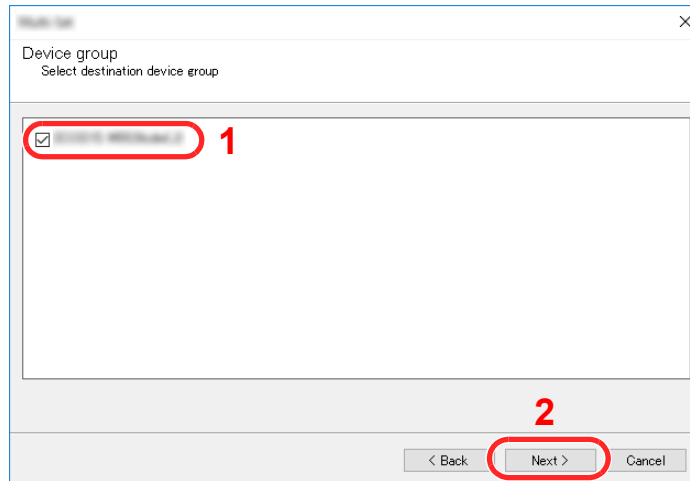 Device group
Select destination device group
1
2
< Back Next > Cancel